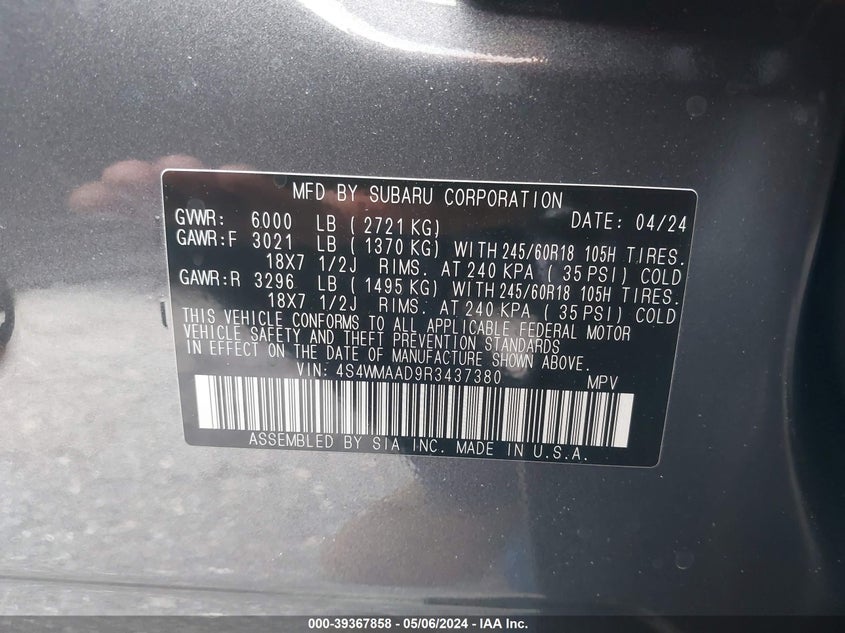 MFD BY SUBARU CORPORATION
GVWR: 6000 LB ( 2721 KG) DATE: 04/24
GAWR:F 3021 LB ( 1370 KG) WITH 245/60R18 105H TIRES.
18X7 1/2J RIMS. AT 240 KPA ( 35 PSI) COLD
GAWR:R 3296 LB ( 1495 KG) WITH 245/60R18 105H TIRES.
18X7 1/2J RIMS. AT 240 KPA ( 35 PSI) COLD
THIS VEHICLE CONFORMS TO ALL APPLICABLE FEDERAL MOTOR
VEHICLE SAFETY AND THEFT PREVENTION STANDARDS
IN EFFECT ON THE DATE OF MANUFACTURE SHOWN ABOVE.
VIN: 4S4WMAAD9R3437380 MPV
ASSEMBLED BY SIA INC. MADE IN U.S.A.
000-39367858 - 05/06/2024 - IAA Inc.